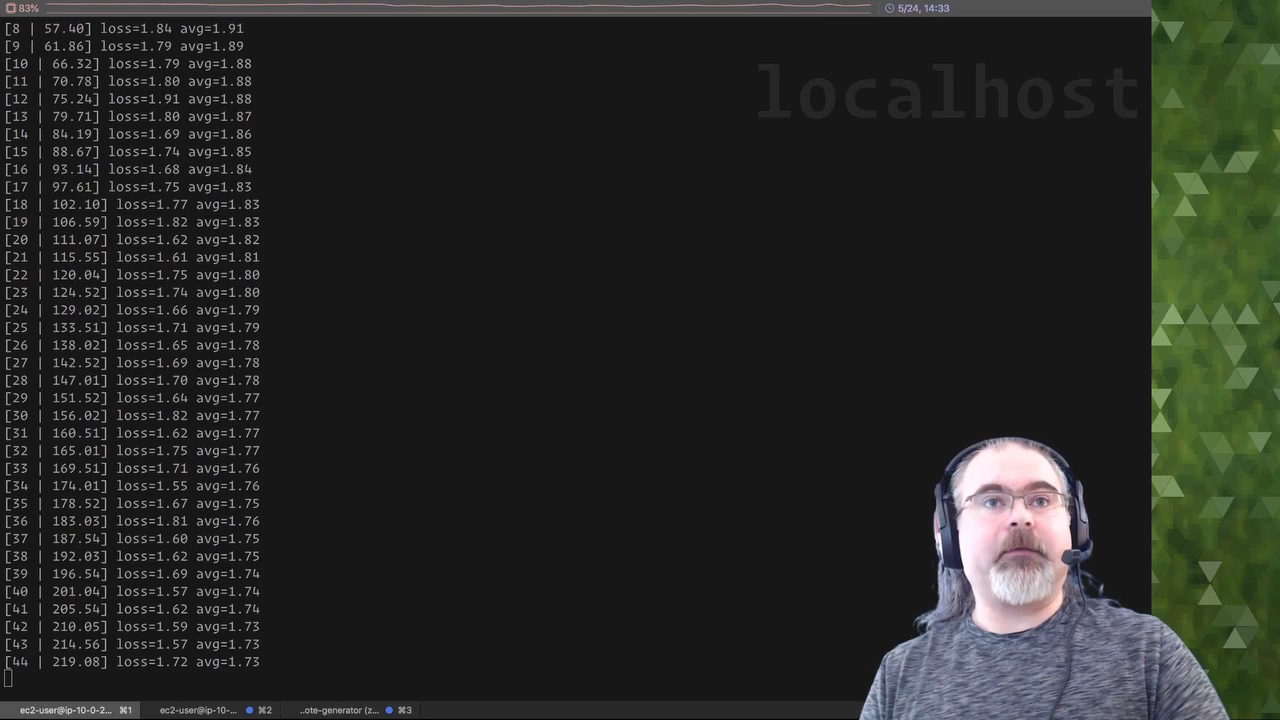 83%
5/24, 14:33
localhost
[8 | 57.40] loss=1.84 avg=1.91
[9 | 61.86] loss=1.79 avg=1.89
[10 | 66.32] loss=1.79 avg=1.88
[11 | 70.78] loss=1.80 avg=1.88
[12 | 75.24] loss=1.91 avg=1.88
[13 | 79.71] loss=1.80 avg=1.87
[14 | 84.19] loss=1.69 avg=1.86
[15 | 88.67] loss=1.74 avg=1.85
[16 | 93.14] loss=1.68 avg=1.84
[17 | 97.61] loss=1.75 avg=1.83
[18 | 102.10] loss=1.77 avg=1.83
[19 | 106.59] loss=1.82 avg=1.83
[20 | 111.07] loss=1.62 avg=1.82
[21 | 115.55] loss=1.61 avg=1.81
[22 | 120.04] loss=1.75 avg=1.80
[23 | 124.52] loss=1.74 avg=1.80
[24 | 129.02] loss=1.66 avg=1.79
[25 | 133.51] loss=1.71 avg=1.79
[26 | 138.02] loss=1.65 avg=1.78
[27 | 142.52] loss=1.69 avg=1.78
[28 | 147.01] loss=1.70 avg=1.78
[29 | 151.52] loss=1.64 avg=1.77
[30 | 156.02] loss=1.82 avg=1.77
[31 | 160.51] loss=1.62 avg=1.77
[32 | 165.01] loss=1.75 avg=1.77
[33 | 169.51] loss=1.71 avg=1.76
[34 | 174.01] loss=1.55 avg=1.76
[35 | 178.52] loss=1.67 avg=1.75
[36 | 183.03] loss=1.81 avg=1.76
[37 | 187.54] loss=1.60 avg=1.75
[38 | 192.03] loss=1.62 avg=1.75
[39 | 196.54] loss=1.69 avg=1.74
[40 | 201.04] loss=1.57 avg=1.74
[41 | 205.54] loss=1.62 avg=1.74
[42 | 210.05] loss=1.59 avg=1.73
[43 | 214.56] loss=1.57 avg=1.73
[44 | 219.08] loss=1.72 avg=1.73
ec2-user@ip-10-0-2... ⌘1
ec2-user@ip-10-... ⌘2
..ote-generator (z... ⌘3